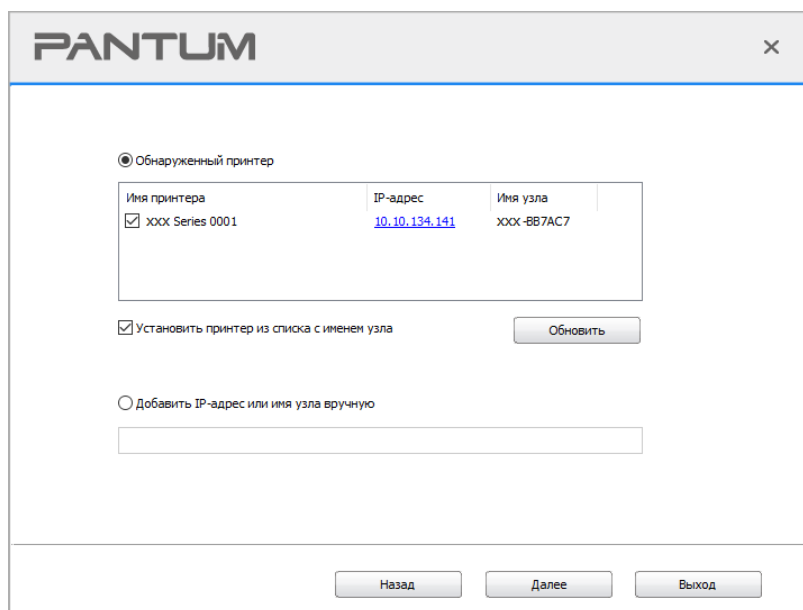 PANTUM
Обнаруженный принтер
Имя принтера IP-адрес Имя узла
XXX Series 0001 10.10.134.141 XXX-BB7AC7
Установить принтер из списка с именем узла Обновить
Добавить IP-адрес или имя узла вручную
Назад Далее Выход